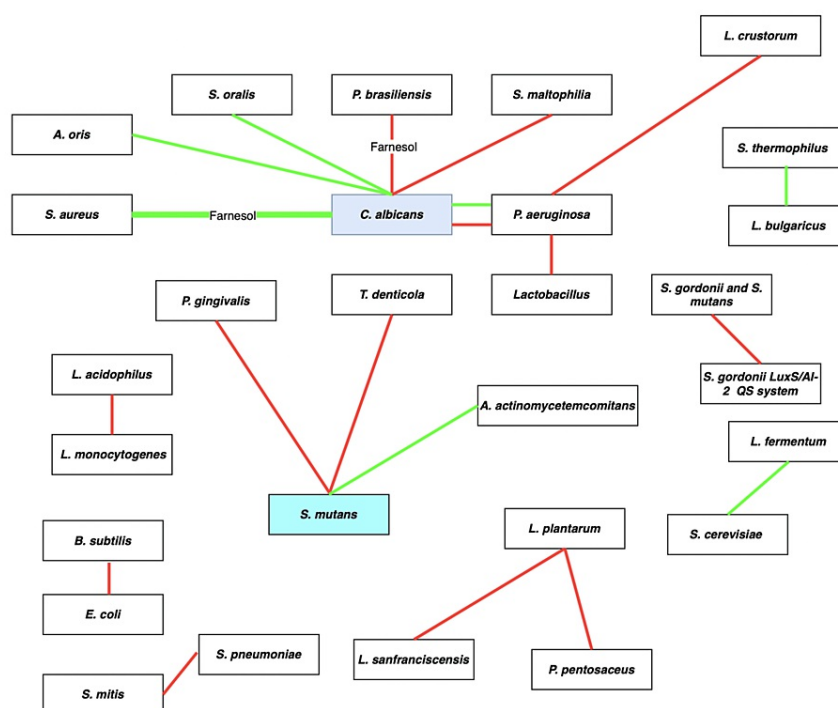 L. crustorum
S. oralis
P. brasiliensis
S. maltophilia
A. oris
Farnesol
S. thermophilus
S. aureus
Farnesol
C. albicans
P. aeruginosa
L. bulgaricus
P. gingivalis
T. denticola
Lactobacillus
S. gordonii and S.
mutans
L. acidophilus
S. gordonii LuxS/AI-
2 QS system
A. actinomycetemcomitans
L. monocytogenes
L. fermentum
S. mutans
L. plantarum
S. cerevisiae
B. subtilis
E. coli
S. pneumoniae
L. sanfranciscensis
P. pentosaceus
S. mitis